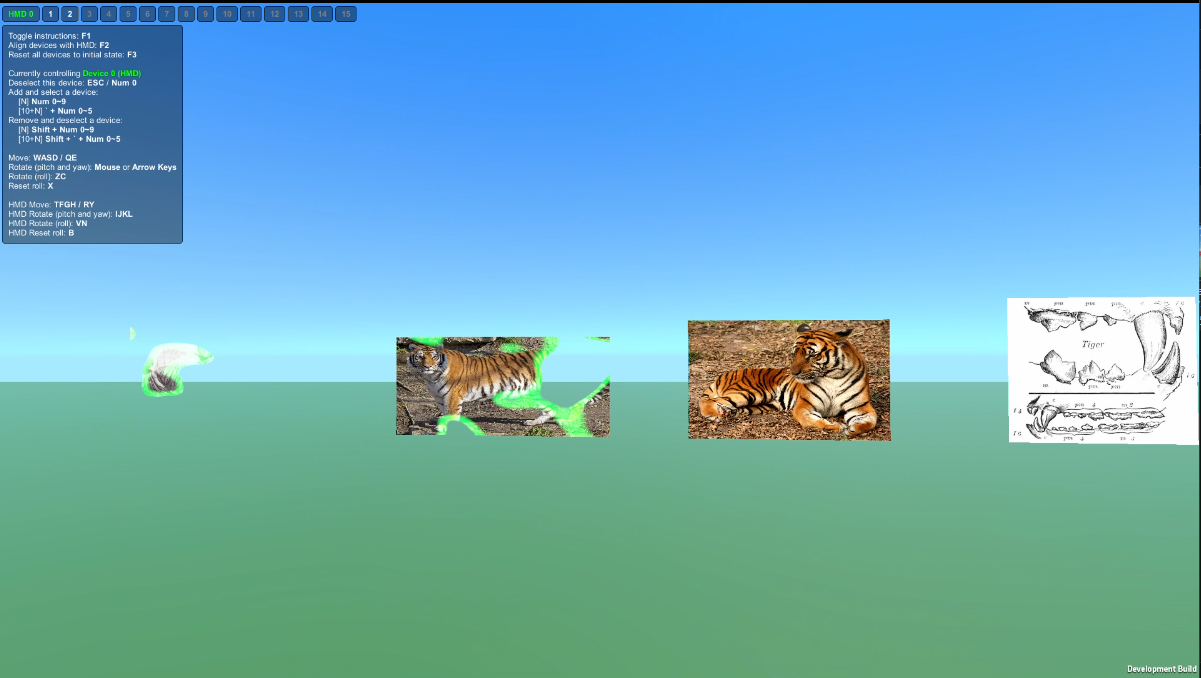 HMD 0 1 2 3 4 5 6 7 8 9 10 11 12 13 14 15
Toggle instructions: F1
Align devices with HMD: F2
Reset all devices to initial state: F3
Currently controlling Device 0 (HMD)
Deselect this device: ESC / Num 0
Add and select a device:
[N] Num 0~9
[10+N] ` + Num 0~5
Remove and deselect a device:
[N] Shift + Num 0~9
[10+N] Shift + ` + Num 0~5
Move: WASD / QE
Rotate (pitch and yaw): Mouse or Arrow Keys
Rotate (roll): ZC
Reset roll: X
HMD Move: TFGH / RY
HMD Rotate (pitch and yaw): IJKL
HMD Rotate (roll): VN
HMD Reset roll: B
Tiger
Development Build